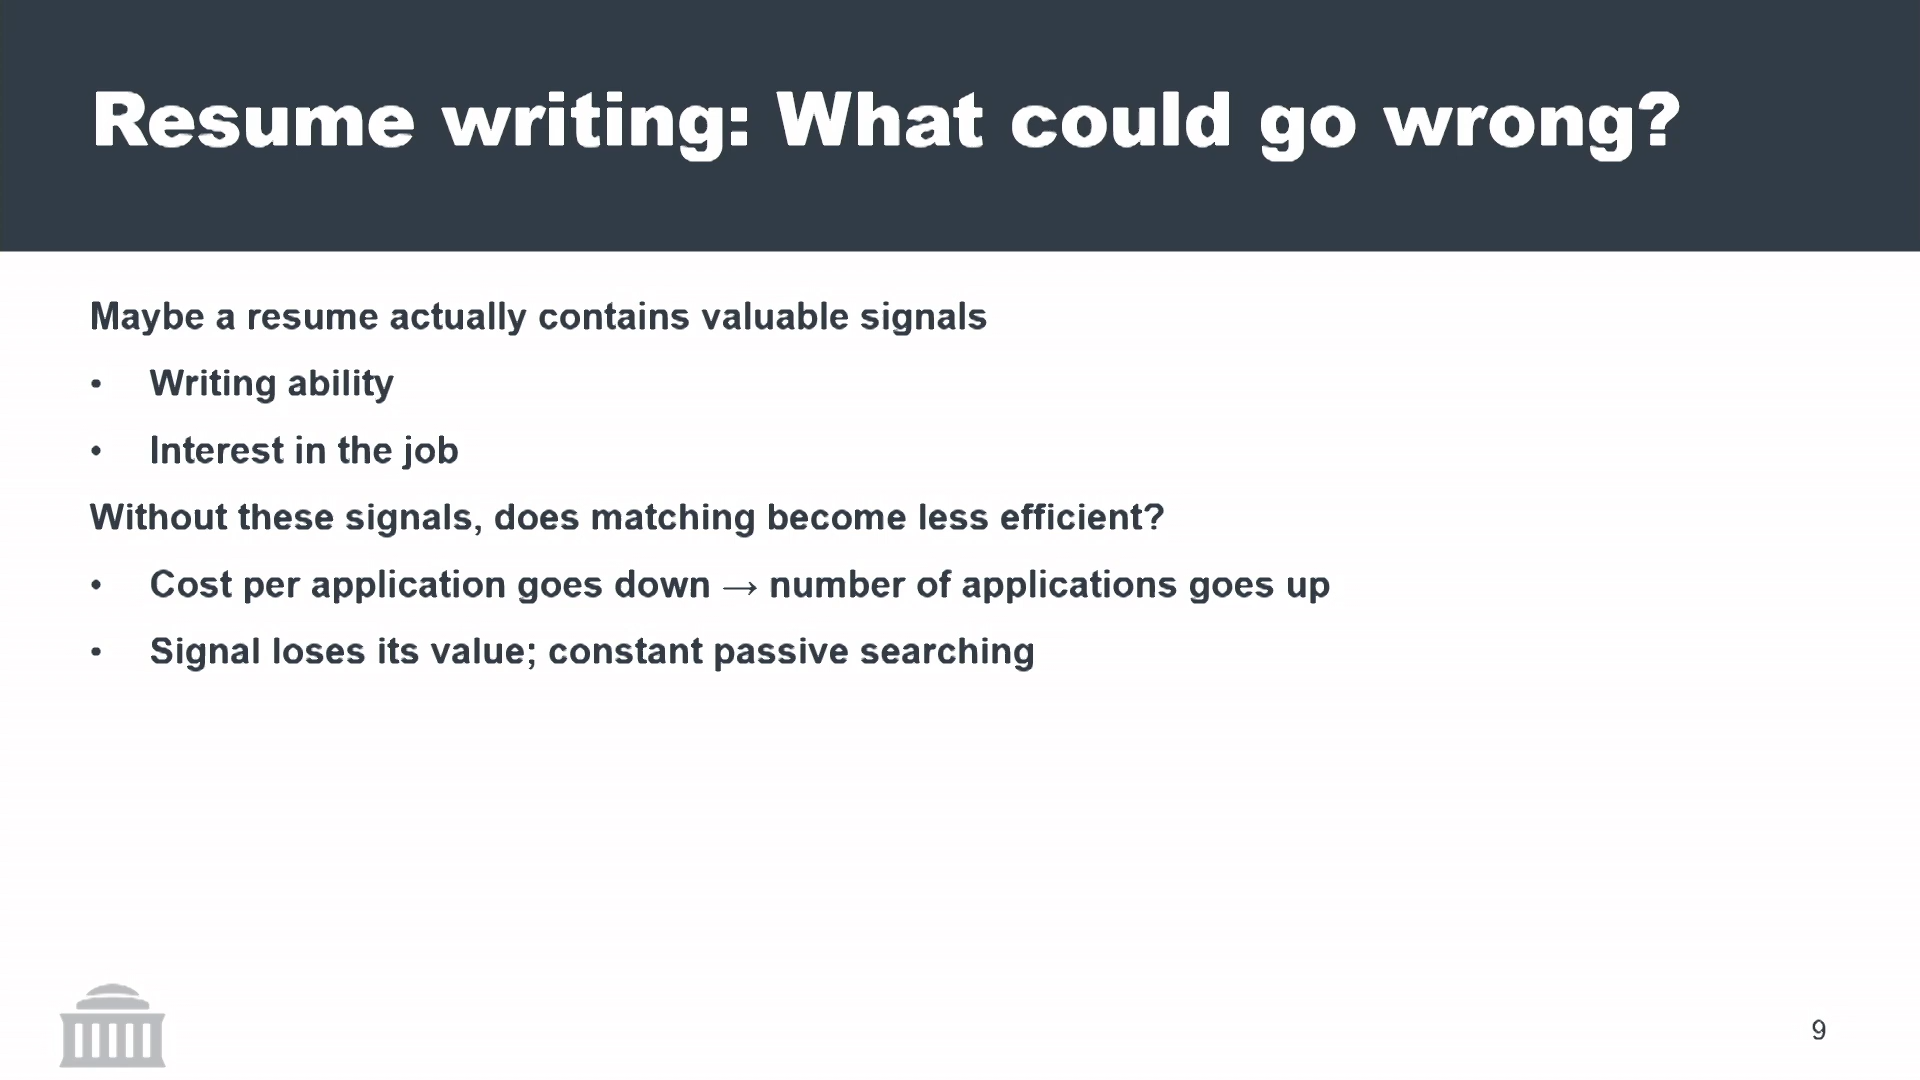 Resume writing: What could go wrong?
Maybe a resume actually contains valuable signals
• Writing ability
• Interest in the job
Without these signals, does matching become less efficient?
• Cost per application goes down → number of applications goes up
• Signal loses its value; constant passive searching
9